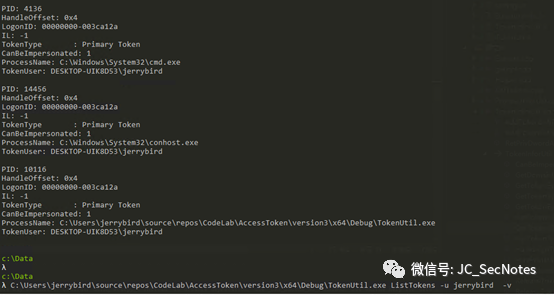 PID: 4136
HandleOffset: 0x4
LogonID: 00000000-003ca12a
IL: -1
TokenType : Primary Token
CanBeImpersonated: 1
ProcessName: C:\Windows\System32\cmd.exe
TokenUser: DESKTOP-UIK8D53\jerrybird
PID: 14456
HandleOffset: 0x4
LogonID: 00000000-003ca12a
IL: -1
TokenType : Primary Token
CanBeImpersonated: 1
ProcessName: C:\Windows\System32\conhost.exe
TokenUser: DESKTOP-UIK8D53\jerrybird
PID: 10116
HandleOffset: 0x4
LogonID: 00000000-003ca12a
IL: -1
TokenType : Primary Token
CanBeImpersonated: 1
ProcessName: C:\Users\jerrybird\source\repos\CodeLab\AccessToken\version3\x64\Debug\TokenUtil.exe
TokenUser: DESKTOP-UIK8D53\jerrybird
c:\Data
λ
c:\Data
λ C:\Users\jerrybird\source\repos\CodeLab\AccessToken\version3\x64\Debug\TokenUtil.exe ListTokens -u jerrybird -v
微信号: JC_SecNotes